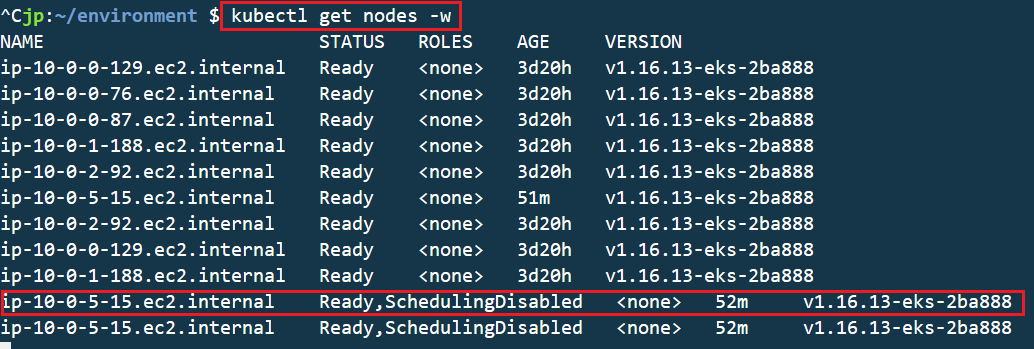 ^Cjp:~/environment $ kubectl get nodes -w
NAME STATUS ROLES AGE VERSION
ip-10-0-0-129.ec2.internal Ready <none> 3d20h v1.16.13-eks-2ba888
ip-10-0-0-76.ec2.internal Ready <none> 3d20h v1.16.13-eks-2ba888
ip-10-0-0-87.ec2.internal Ready <none> 3d20h v1.16.13-eks-2ba888
ip-10-0-1-188.ec2.internal Ready <none> 3d20h v1.16.13-eks-2ba888
ip-10-0-2-92.ec2.internal Ready <none> 3d20h v1.16.13-eks-2ba888
ip-10-0-5-15.ec2.internal Ready <none> 51m v1.16.13-eks-2ba888
ip-10-0-2-92.ec2.internal Ready <none> 3d20h v1.16.13-eks-2ba888
ip-10-0-0-129.ec2.internal Ready <none> 3d20h v1.16.13-eks-2ba888
ip-10-0-1-188.ec2.internal Ready <none> 3d20h v1.16.13-eks-2ba888
ip-10-0-5-15.ec2.internal Ready,SchedulingDisabled <none> 52m v1.16.13-eks-2ba888
ip-10-0-5-15.ec2.internal Ready,SchedulingDisabled <none> 52m v1.16.13-eks-2ba888